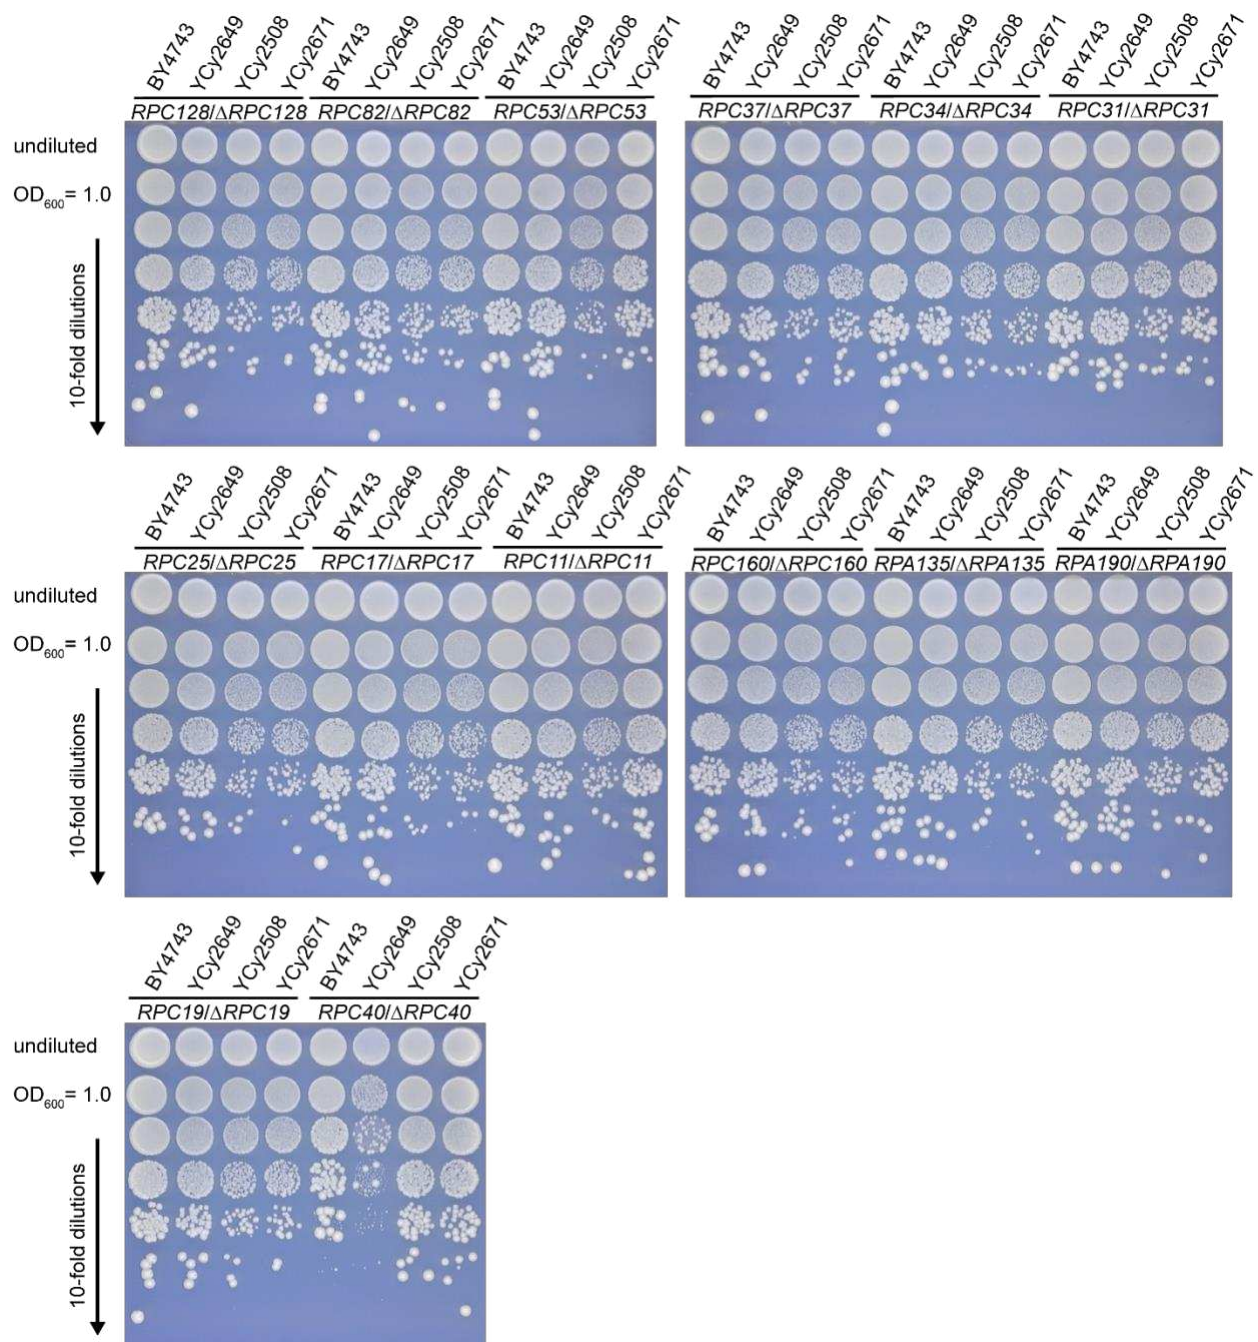 BY4743 YCy2649 YCy2508 YCy2671 BY4743 YCy2649 YCy2508 YCy2671 BY4743 YCy2649 YCy2508 YCy2671 BY4743 YCy2649 YCy2508 YCy2671 BY4743 YCy2649 YCy2508 YCy2671 BY4743 YCy2649 YCy2508 YCy2671
RPC128/ΔRPC128 RPC82/ΔRPC82 RPC53/ΔRPC53 RPC37/ΔRPC37 RPC34/ΔRPC34 RPC31/ΔRPC31
undiluted
OD600= 1.0
10-fold dilutions
BY4743 YCy2649 YCy2508 YCy2671 BY4743 YCy2649 YCy2508 YCy2671 BY4743 YCy2649 YCy2508 YCy2671 BY4743 YCy2649 YCy2508 YCy2671 BY4743 YCy2649 YCy2508 YCy2671 BY4743 YCy2649 YCy2508 YCy2671
RPC25/ΔRPC25 RPC17/ΔRPC17 RPC11/ΔRPC11 RPC160/ΔRPC160 RPA135/ΔRPA135 RPA190/ΔRPA190
undiluted
OD600= 1.0
10-fold dilutions
BY4743 YCy2649 YCy2508 YCy2671 BY4743 YCy2649 YCy2508 YCy2671
RPC19/ΔRPC19 RPC40/ΔRPC40
undiluted
OD600= 1.0
10-fold dilutions